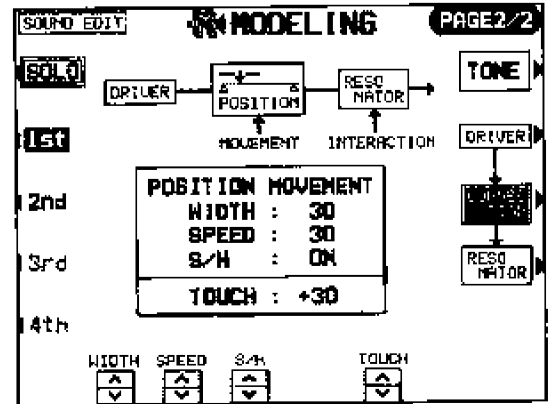 SOUND EDIT
MODELING
PAGE2/2
SOLO
TONE
DRIVER
POSITION
RESO
NATOR
MOVEMENT
INTERACTION
1st
DRIVER
POSITION MOVEMENT
WIDTH : 30
SPEED : 30
S/H : ON
TOUCH : +30
2nd
3rd
RESO
NATOR
4th
WIDTH
SPEED
S/H
TOUCH